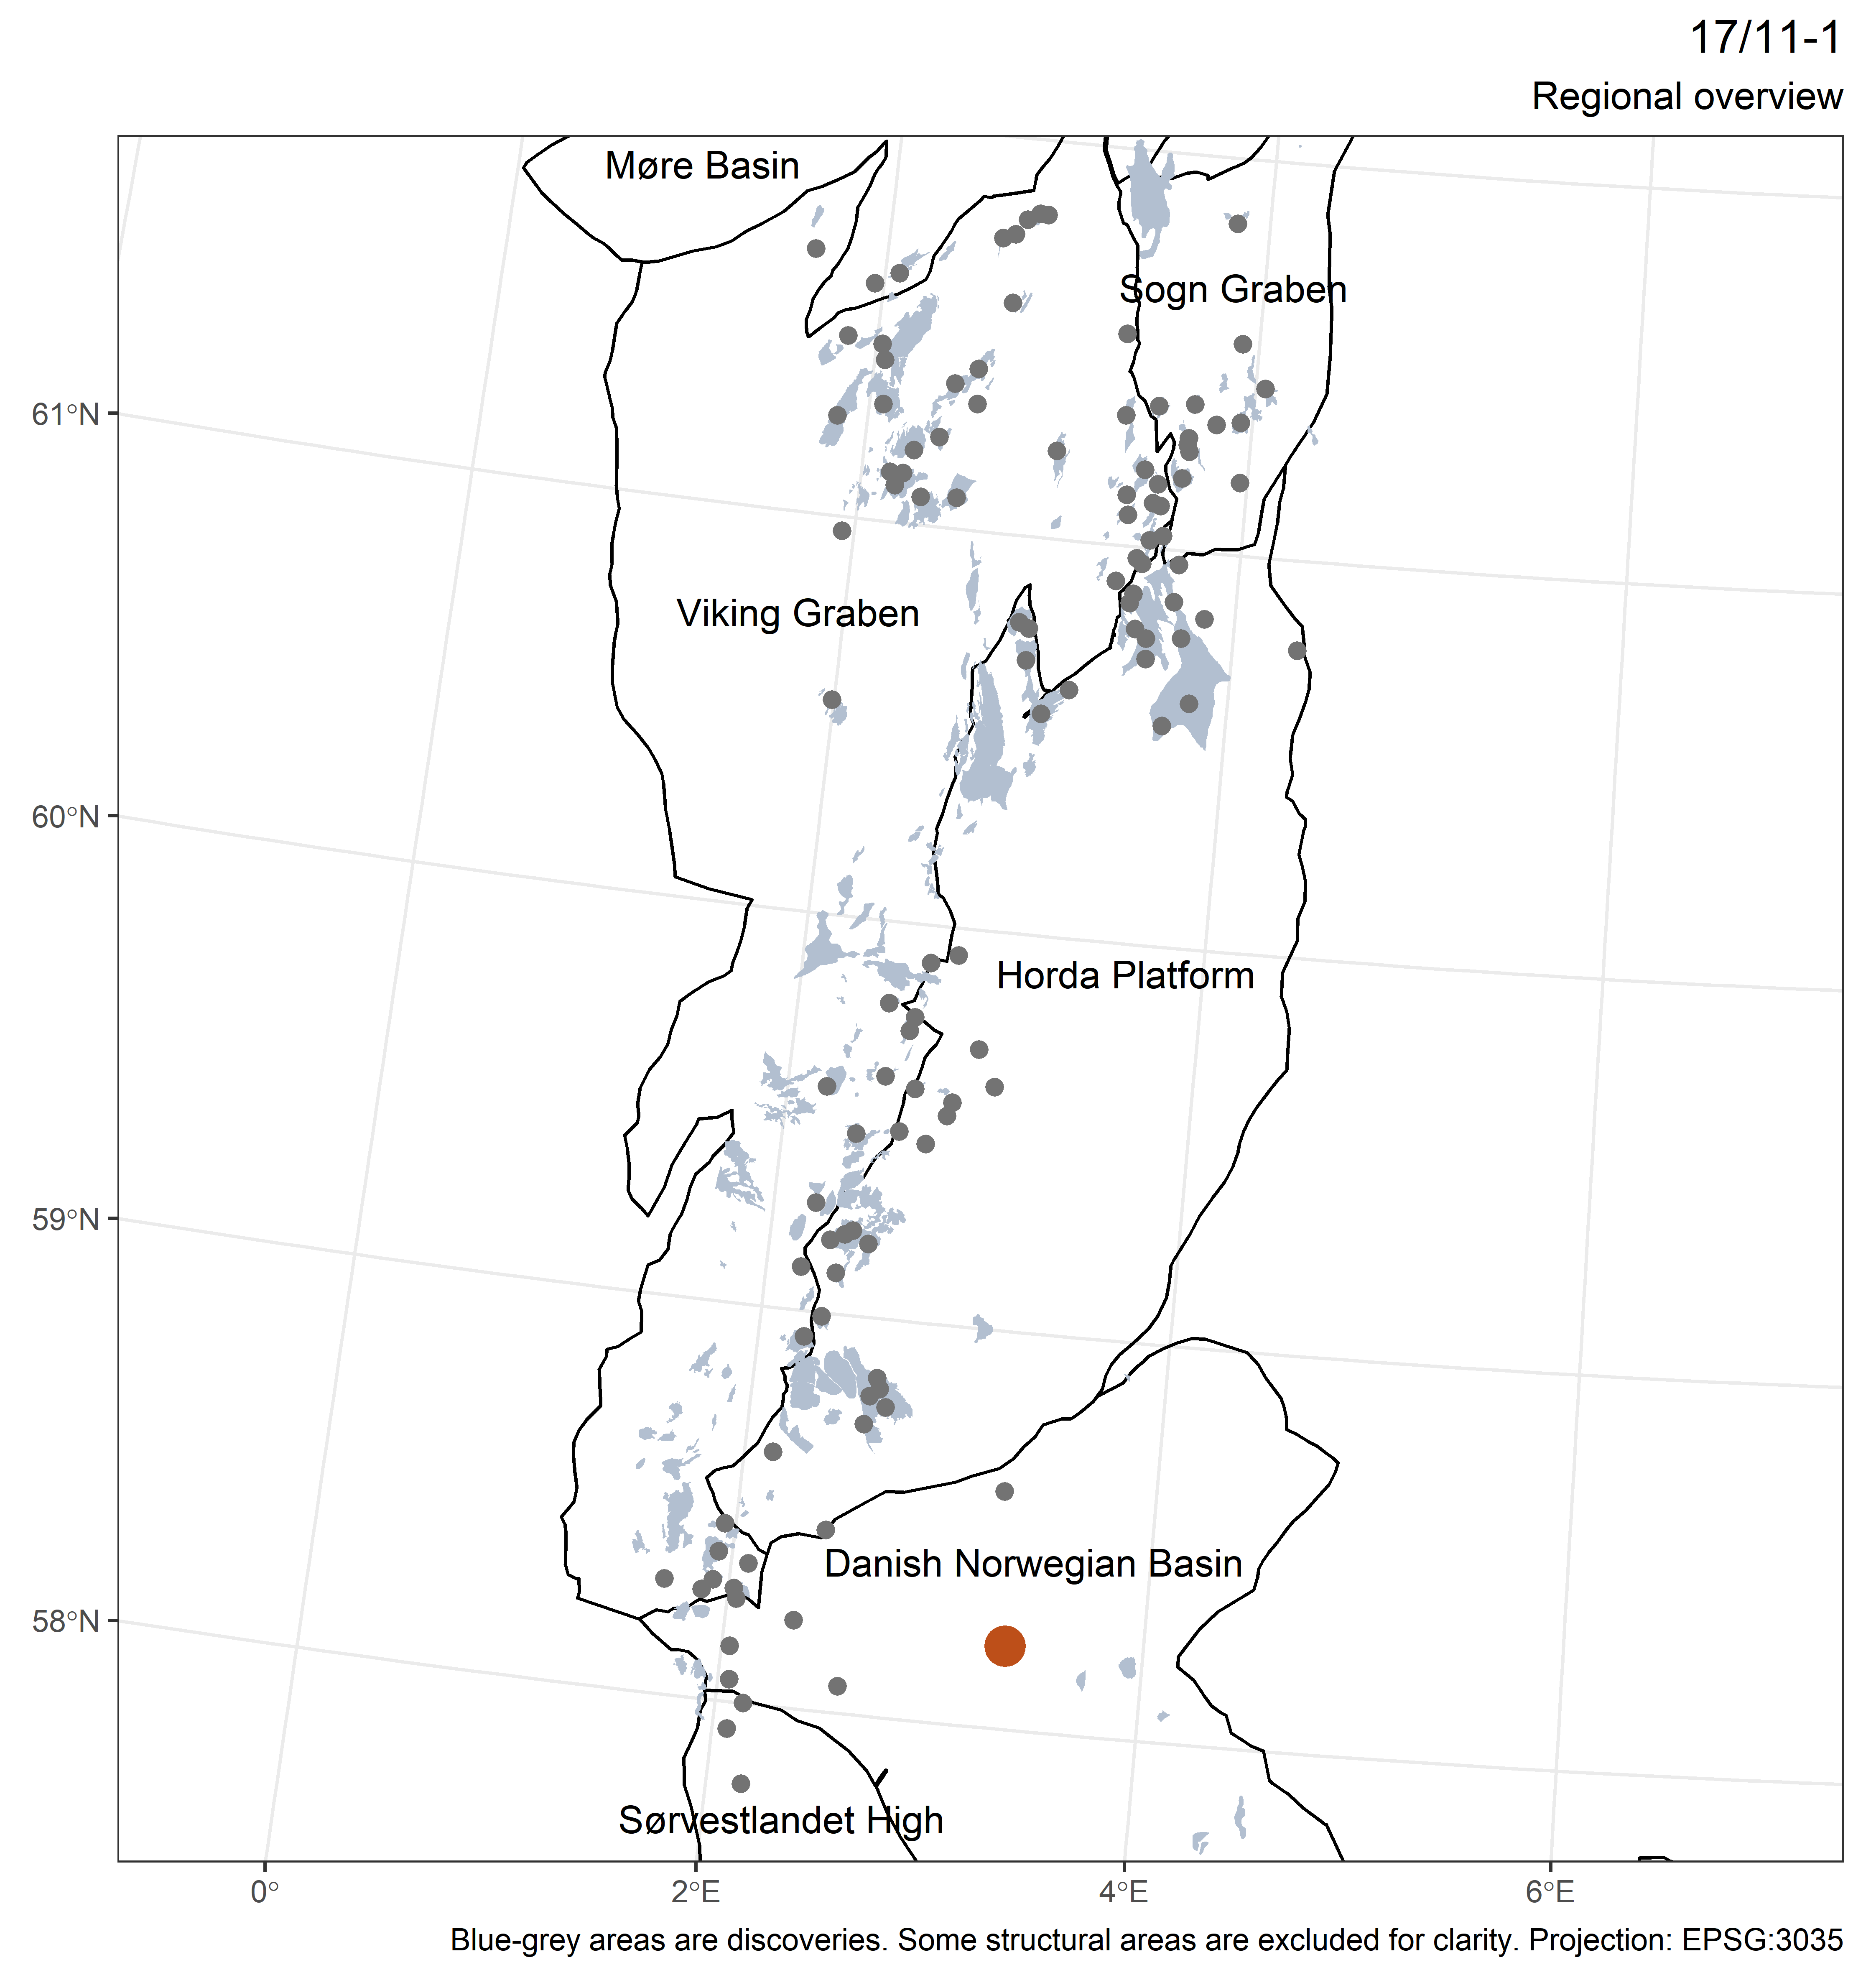 17/11-1
Regional overview
Møre Basin
Sogn Graben
61°N
Viking Graben
60°N
Horda Platform
59°N
Danish Norwegian Basin
58°N
Sørvestlandet High
0° 2°E 4°E 6°E
Blue-grey areas are discoveries. Some structural areas are excluded for clarity. Projection: EPSG:3035